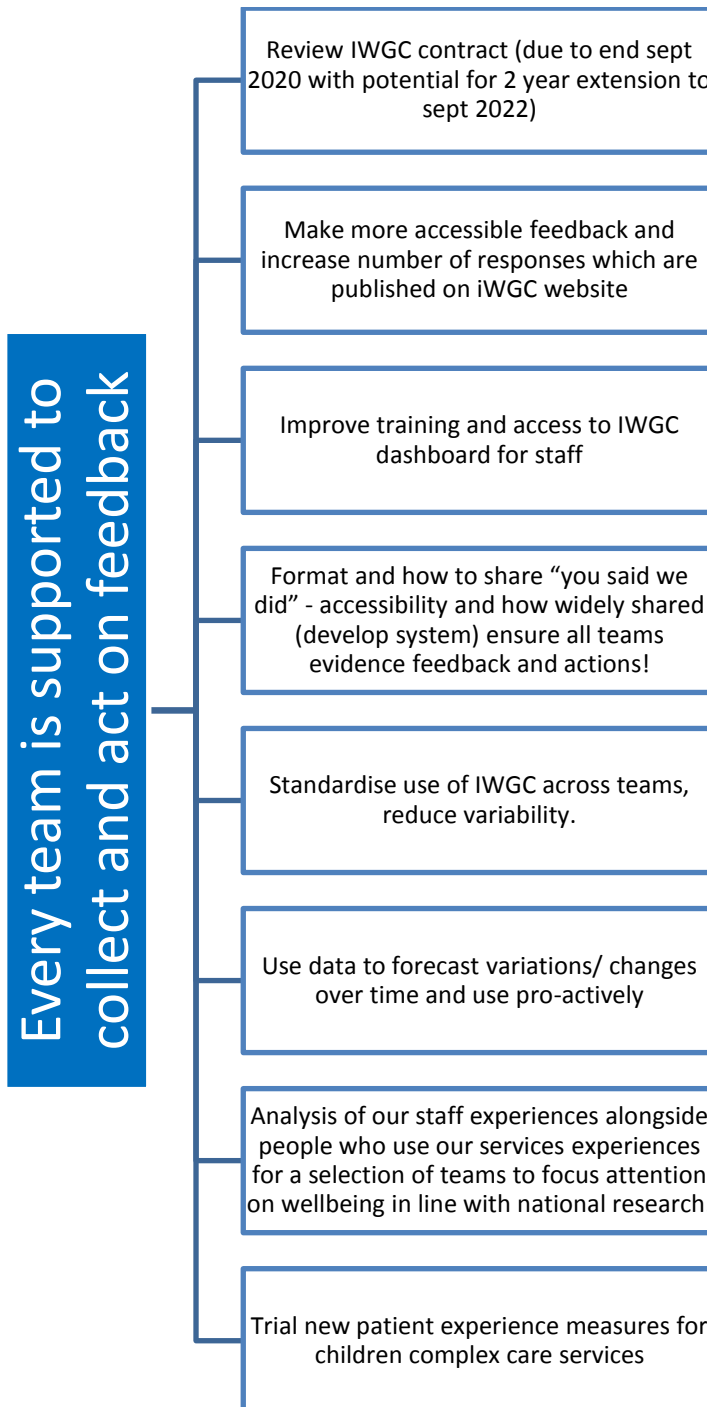 Every team is supported to
collect and act on feedback
Review IWGC contract (due to end sept
2020 with potential for 2 year extension to
sept 2022)
Make more accessible feedback and
increase number of responses which are
published on iWGC website
Improve training and access to IWGC
dashboard for staff
Format and how to share “you said we
did” - accessibility and how widely shared
(develop system) ensure all teams
evidence feedback and actions!
Standardise use of IWGC across teams,
reduce variability.
Use data to forecast variations/ changes
over time and use pro-actively
Analysis of our staff experiences alongside
people who use our services experiences
for a selection of teams to focus attention
on wellbeing in line with national research
Trial new patient experience measures for
children complex care services